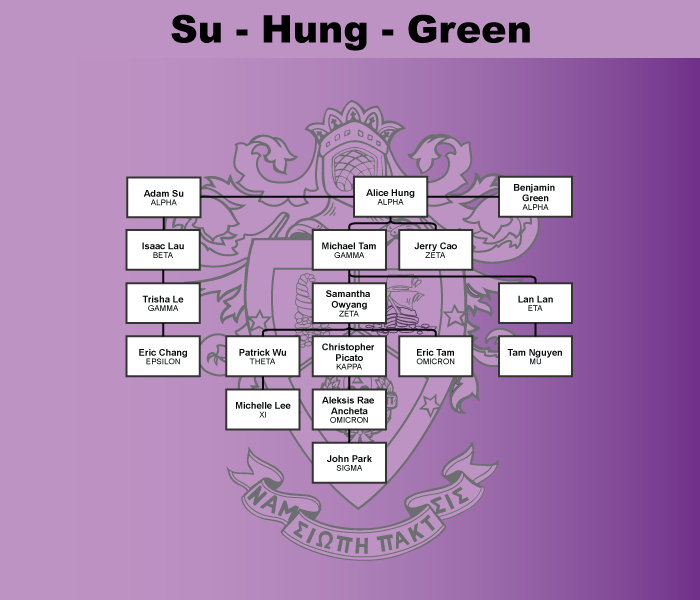 Su - Hung - Green
Adam Su
ALPHA
Alice Hung
ALPHA
Benjamin
Green
ALPHA
Isaac Lau
BETA
Michael Tam
GAMMA
Jerry Cao
ZETA
Trisha Le
GAMMA
Samantha
Owyang
ZETA
Lan Lan
ETA
Eric Chang
EPSILON
Patrick Wu
THETA
Christopher
Picato
KAPPA
Eric Tam
OMICRON
Tam Nguyen
MU
Michelle Lee
XI
Aleksis Rae
Ancheta
OMICRON
John Park
SIGMA
ΝΑΜ ΣΙΩΠΗ ΠΑΚΤ ΣΙΣ